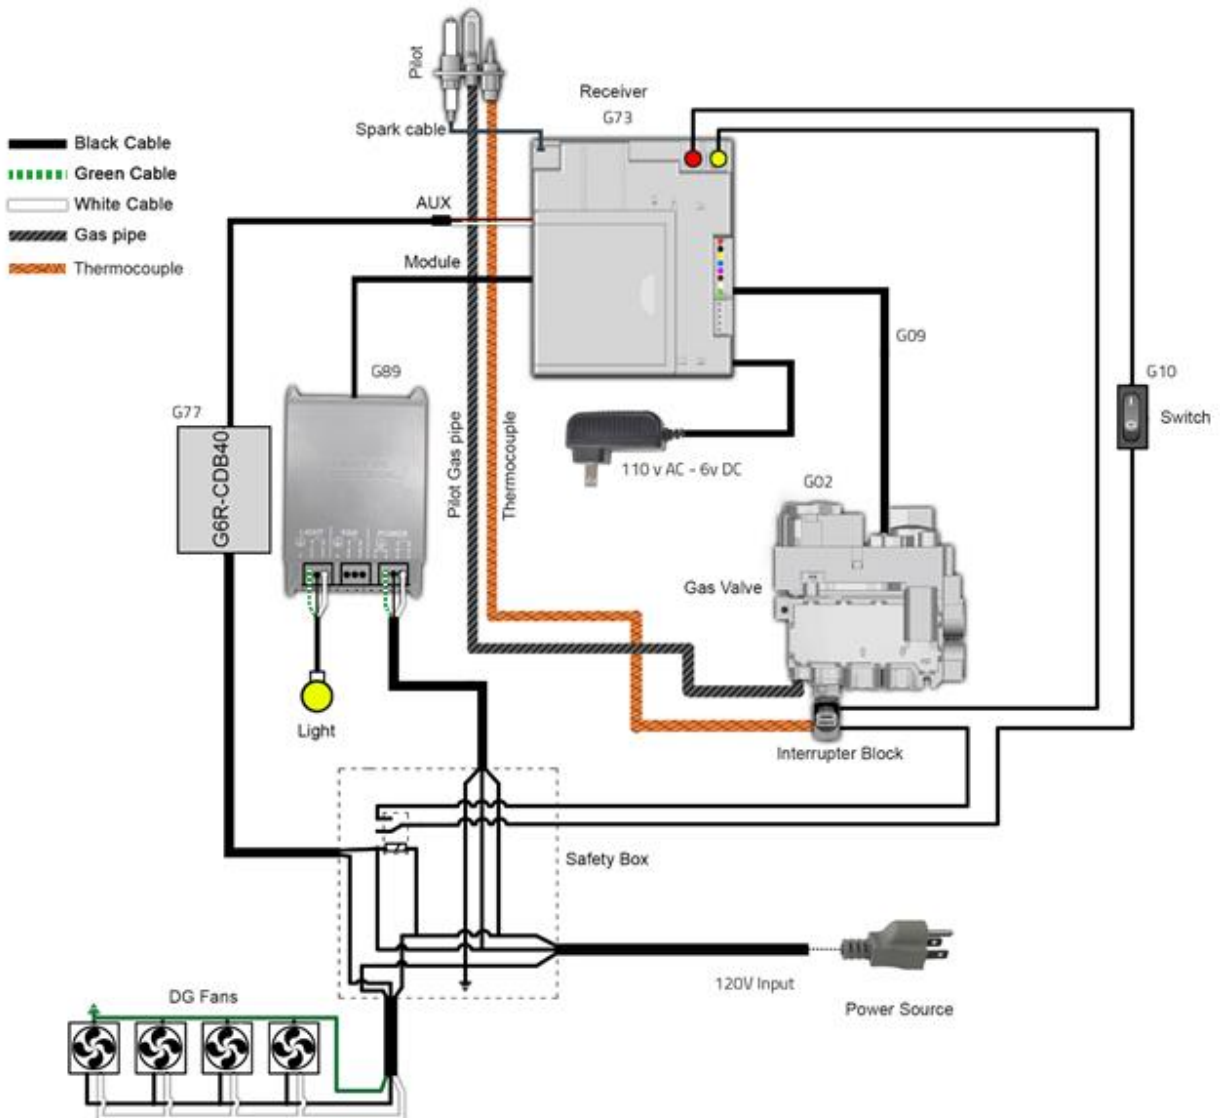 Pilot
Receiver
G73
Spark cable
Black Cable
Green Cable
White Cable
Gas pipe
Thermocouple
AUX
Module
G09
G89
G77
G6R-CDB40
G10
Switch
110 v AC - 6v DC
Pilot Gas pipe
Thermocouple
G02
LIGHT
POWER
Gas Valve
Light
Interrupter Block
Safety Box
120V Input
Power Source
DG Fans